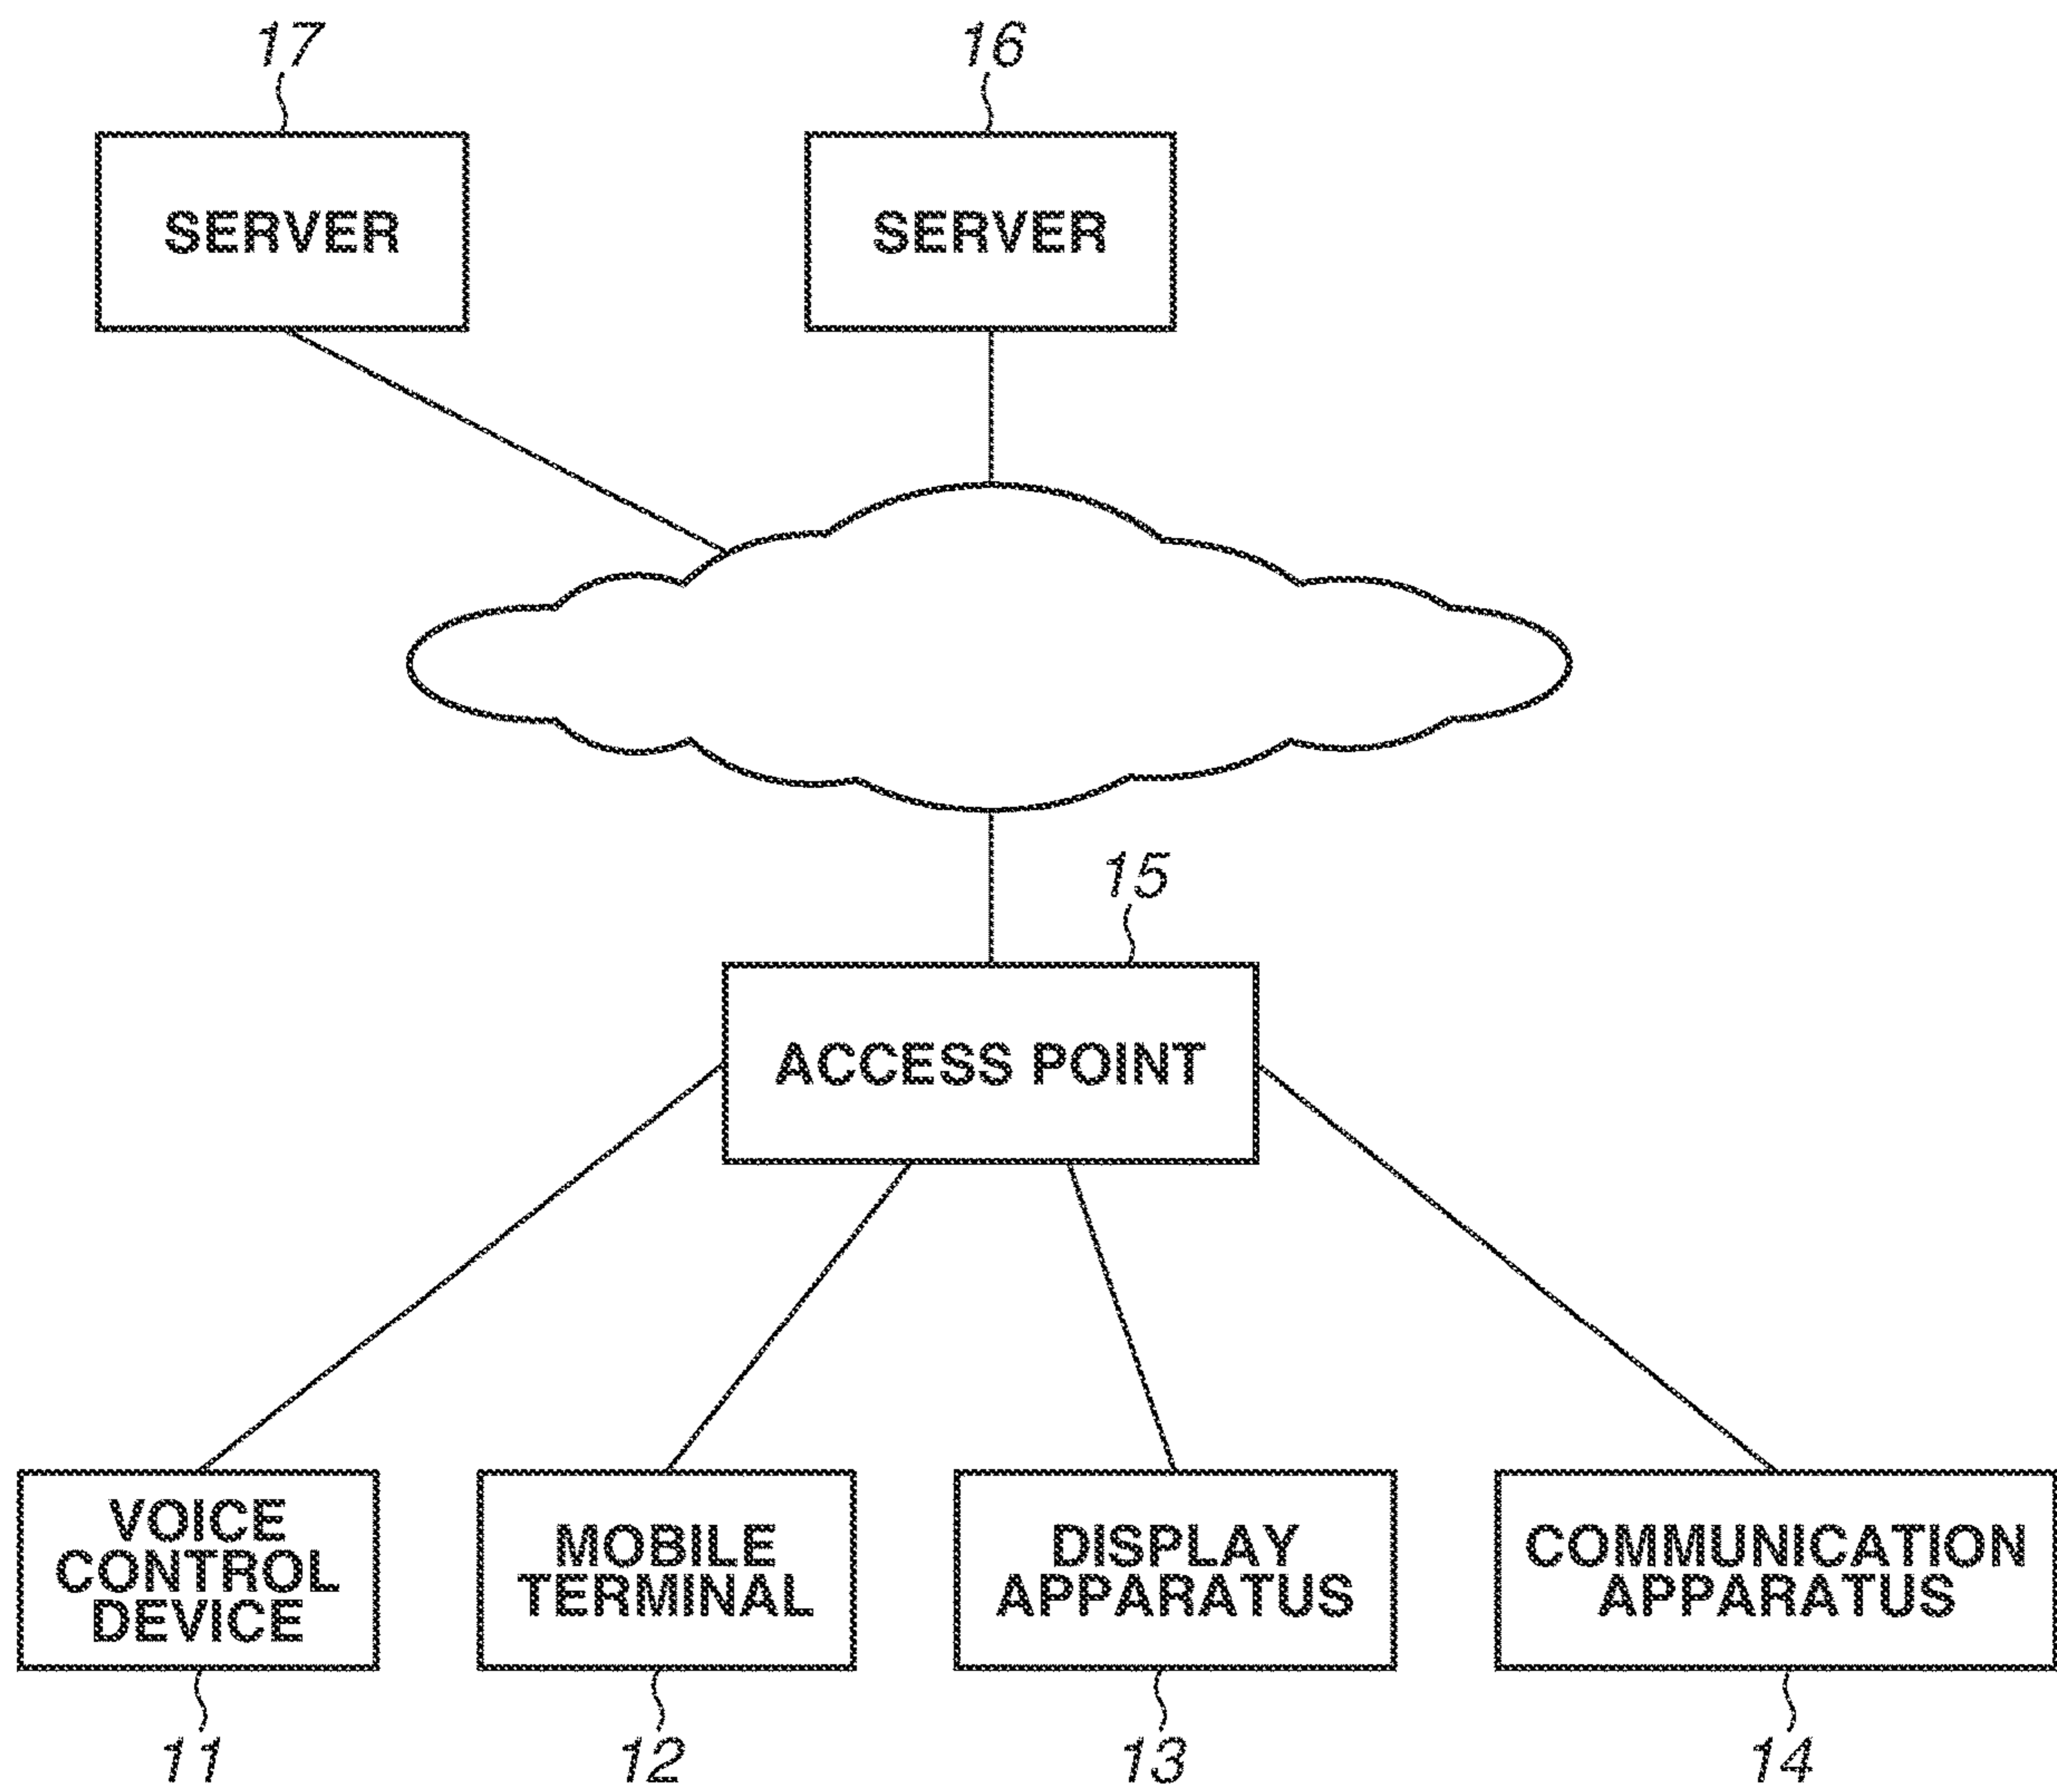 17
16
SERVER
SERVER
15
ACCESS POINT
VOICE
CONTROL
DEVICE
MOBILE
TERMINAL
DISPLAY
APPARATUS
COMMUNICATION
APPARATUS
11
12
13
14